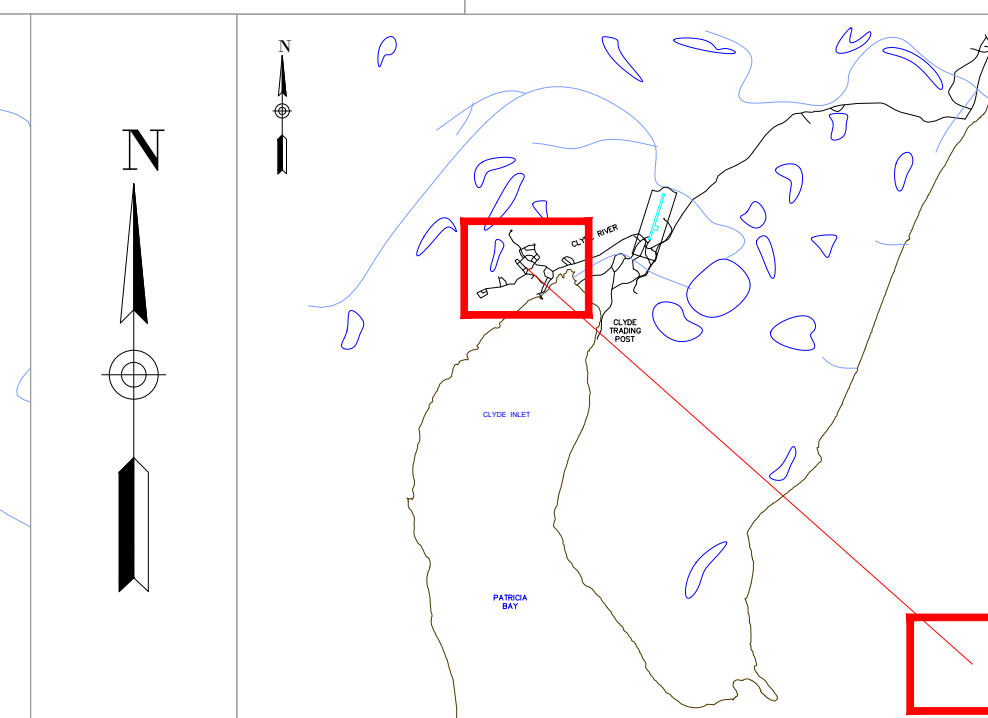 N
N
CLYDE RIVER
CLYDE
TRADING
POST
CLYDE INLET
PATRICIA
BAY